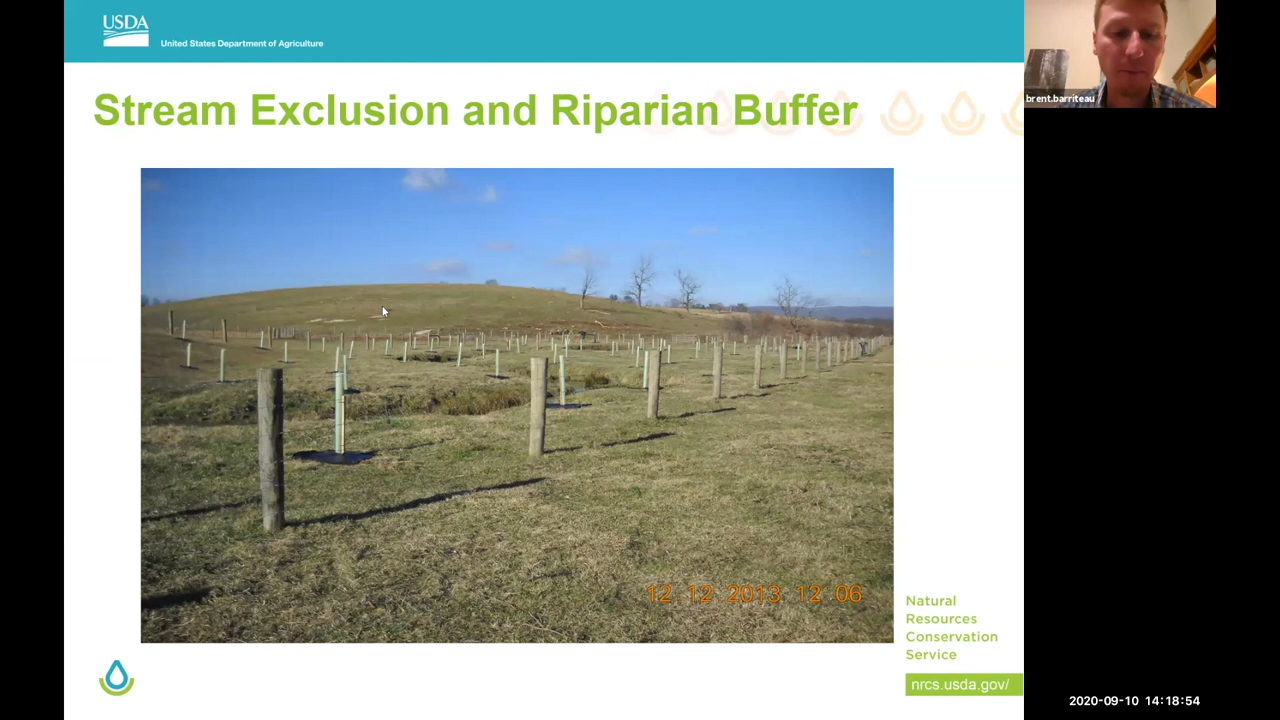 USDA
United States Department of Agriculture
Stream Exclusion and Riparian Buffer
brent.barriteau
12 12 2013 12 06
Natural
Resources
Conservation
Service
nrcs.usda.gov/
2020-09-10 14:18:54